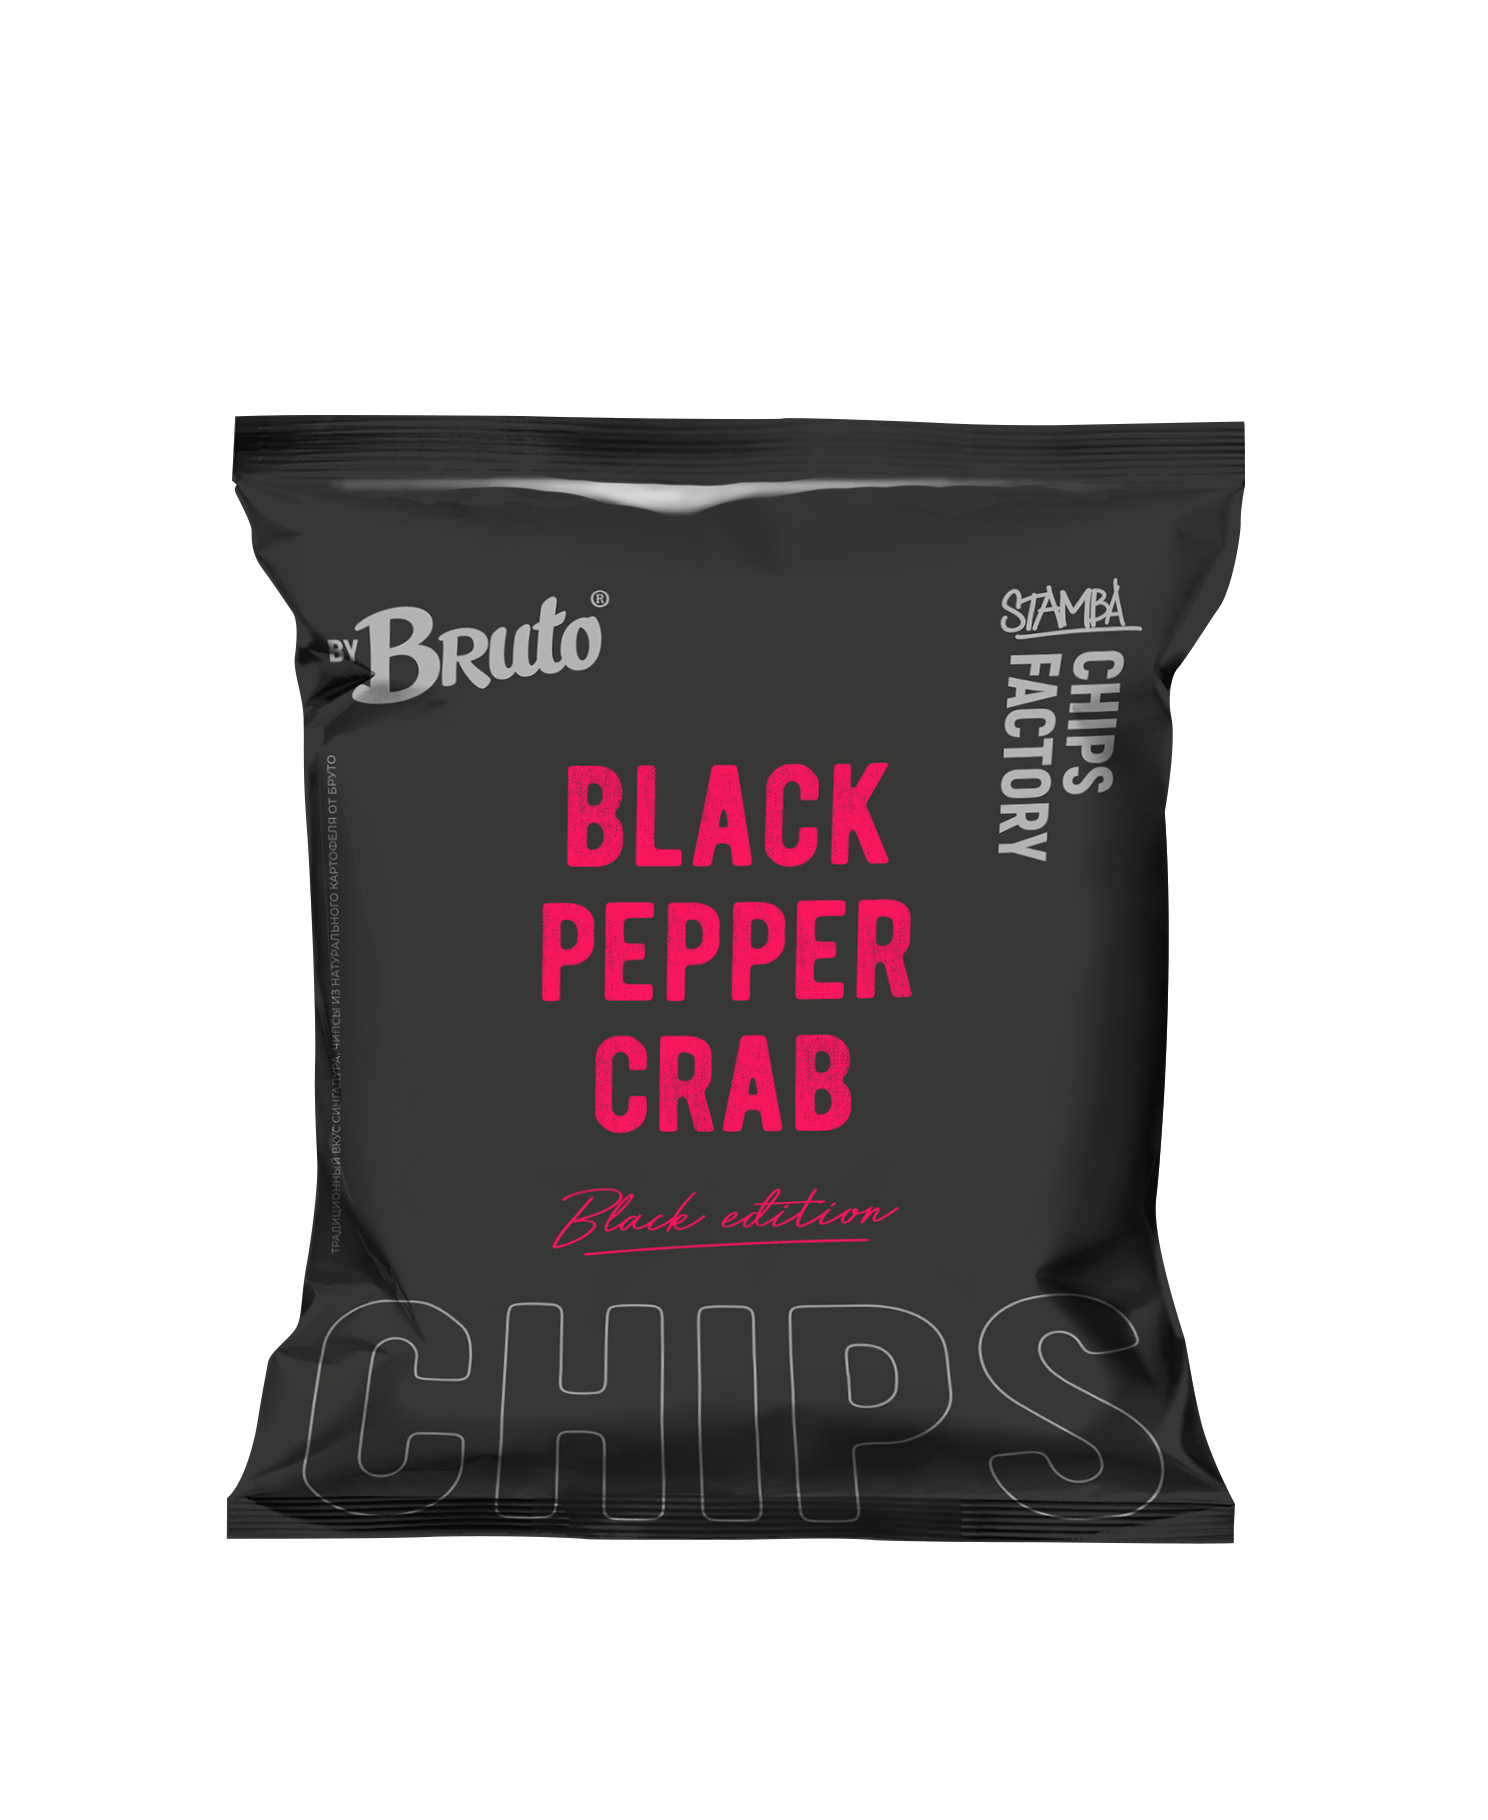 BY Bruto®
STAMBA
CHIPS
FACTORY
ТРАДИЦИОННЫЙ ВКУС СИНГАПУРА. ЧИПСЫ ИЗ НАТУРАЛЬНОГО КАРТОФЕЛЯ ОТ БРУТО
BLACK
PEPPER
CRAB
Black edition
CHIPS